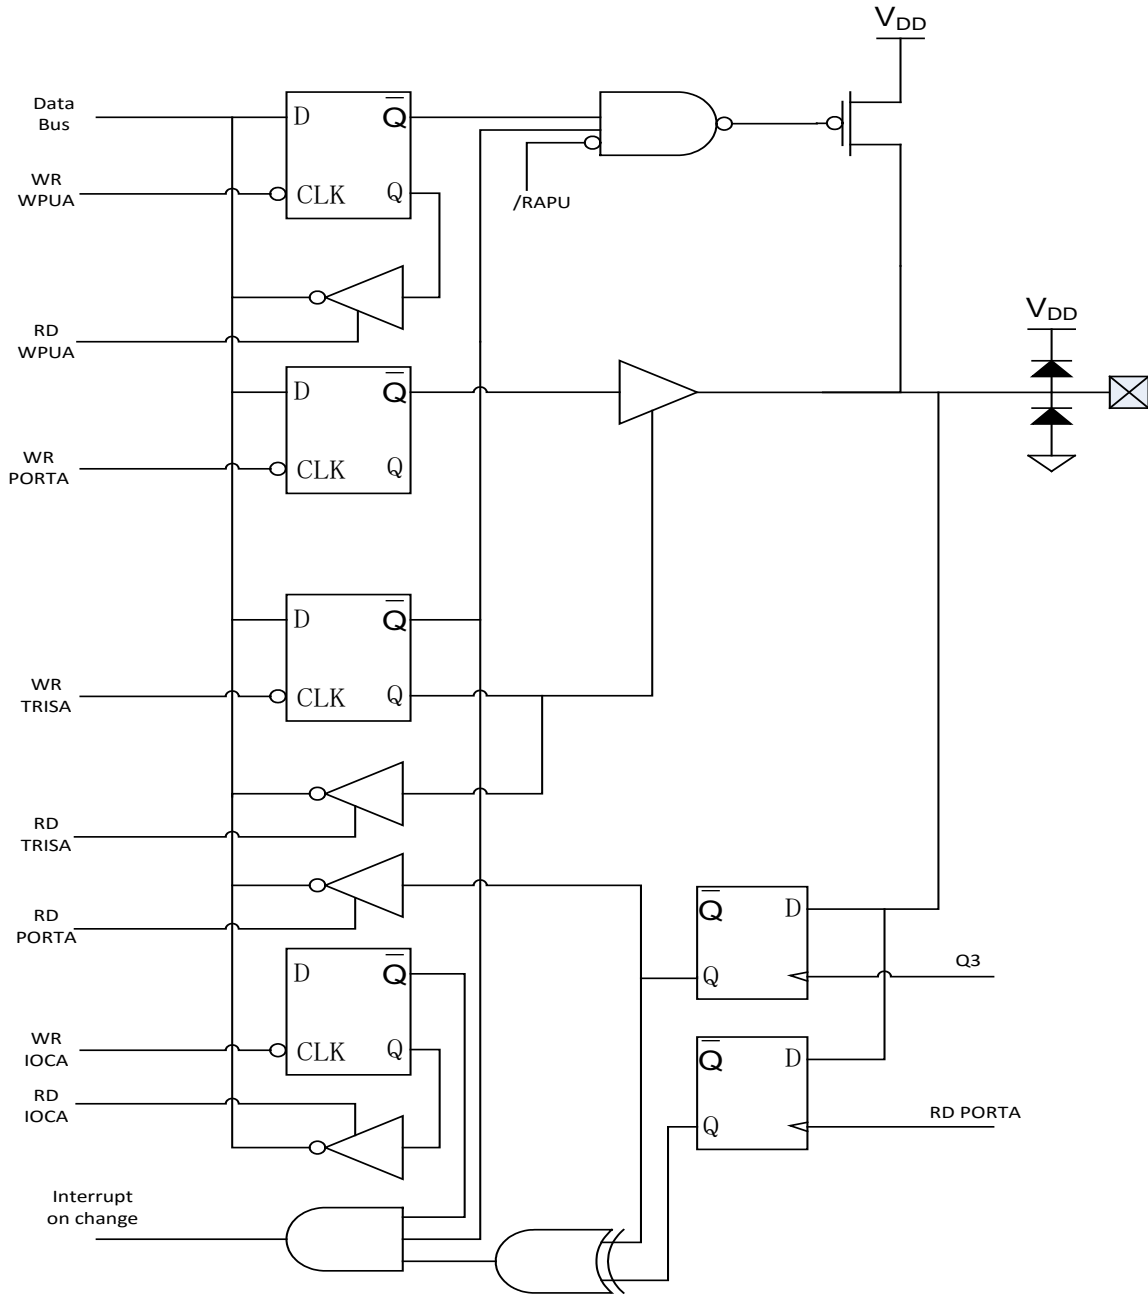 VDD
Data
Bus
D
Q
WR
WPUA
CLK
Q
/RAPU
RD
WPUA
VDD
D
Q
WR
PORTA
CLK
Q
D
Q
WR
TRISA
CLK
Q
RD
TRISA
RD
PORTA
Q
D
D
Q
Q
Q3
WR
IOCA
CLK
Q
Q
D
RD
IOCA
Q
RD PORTA
Interrupt
on change